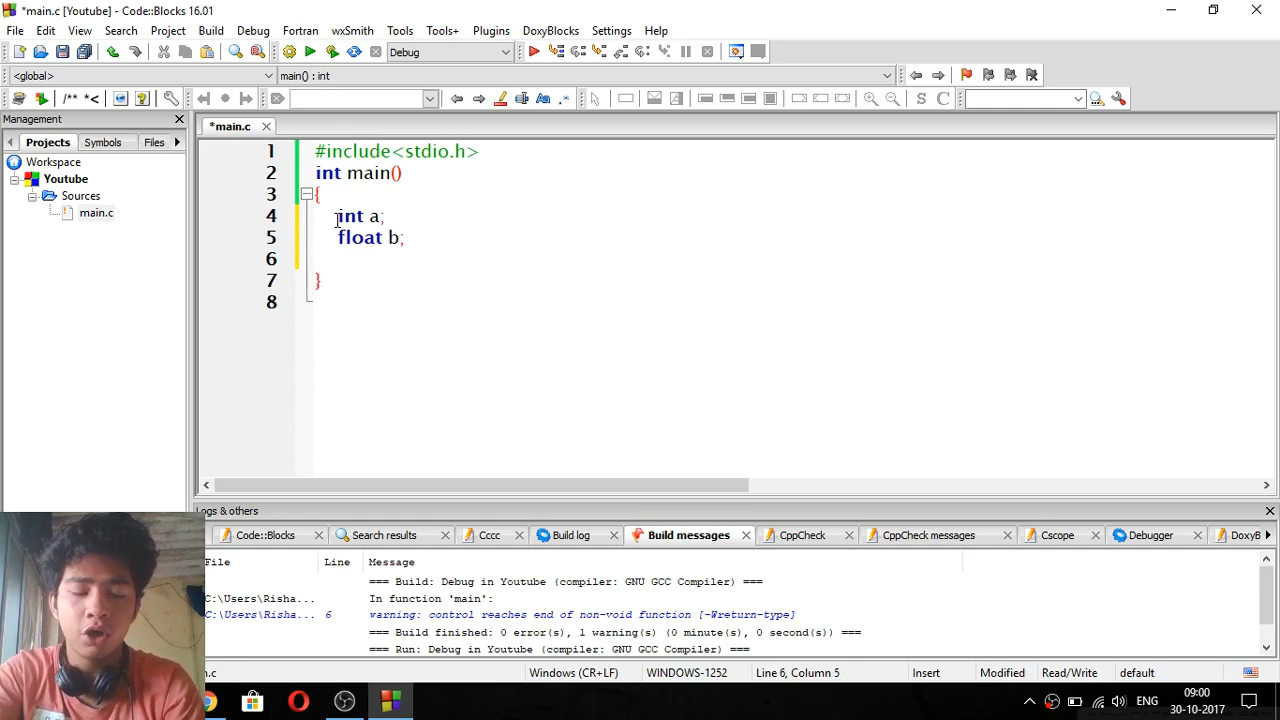 *main.c [Youtube] - Code::Blocks 16.01
File Edit View Search Project Build Debug Fortran wxSmith Tools Tools+ Plugins DoxyBlocks Settings Help
Debug
<global> main() : int
/** *<
S C
Management
Projects Symbols Files
*main.c
Workspace
Youtube
Sources
main.c
1 #include<stdio.h>
2 int main()
3 {
4 int a;
5 float b;
6
7 }
8
Logs & others
Code::Blocks Search results Cccc Build log Build messages CppCheck CppCheck messages Cscope Debugger DoxyB
File Line Message
=== Build: Debug in Youtube (compiler: GNU GCC Compiler) ===
C:\Users\Risha... In function 'main':
C:\Users\Risha... 6 warning: control reaches end of non-void function [-Wreturn-type]
=== Build finished: 0 error(s), 1 warning(s) (0 minute(s), 0 second(s)) ===
=== Run: Debug in Youtube (compiler: GNU GCC Compiler) ===
.c Windows (CR+LF) WINDOWS-1252 Line 6, Column 5 Insert Modified Read/Write default
ENG 09:00
30-10-2017